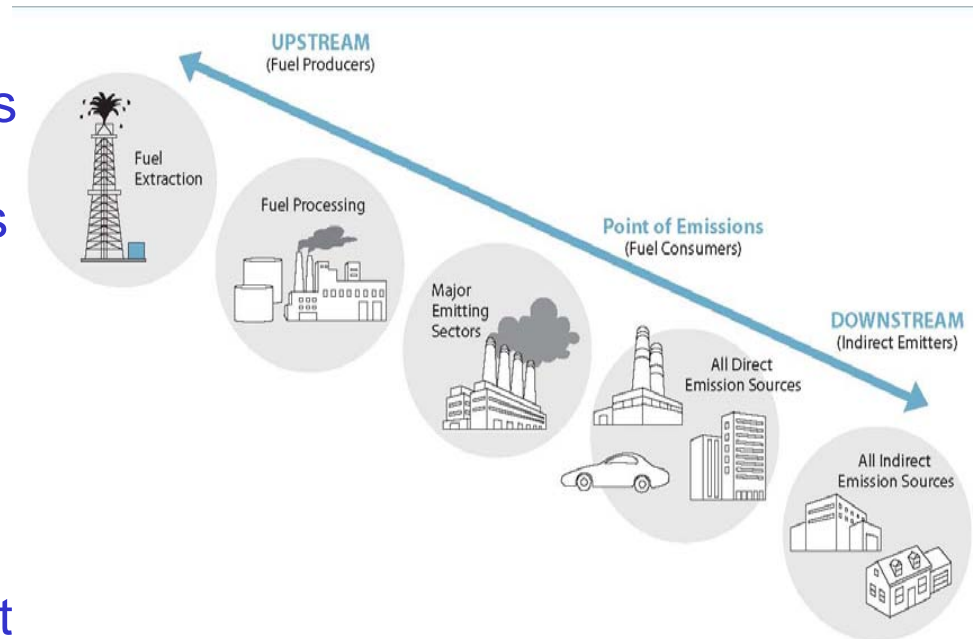 UPSTREAM
(Fuel Producers)
s
Fuel
Extraction
s
Fuel Processing
Point of Emissions
(Fuel Consumers)
Major
Emitting
Sectors
DOWNSTREAM
(Indirect Emitters)
All Direct
Emission Sources
All Indirect
Emission Sources
t